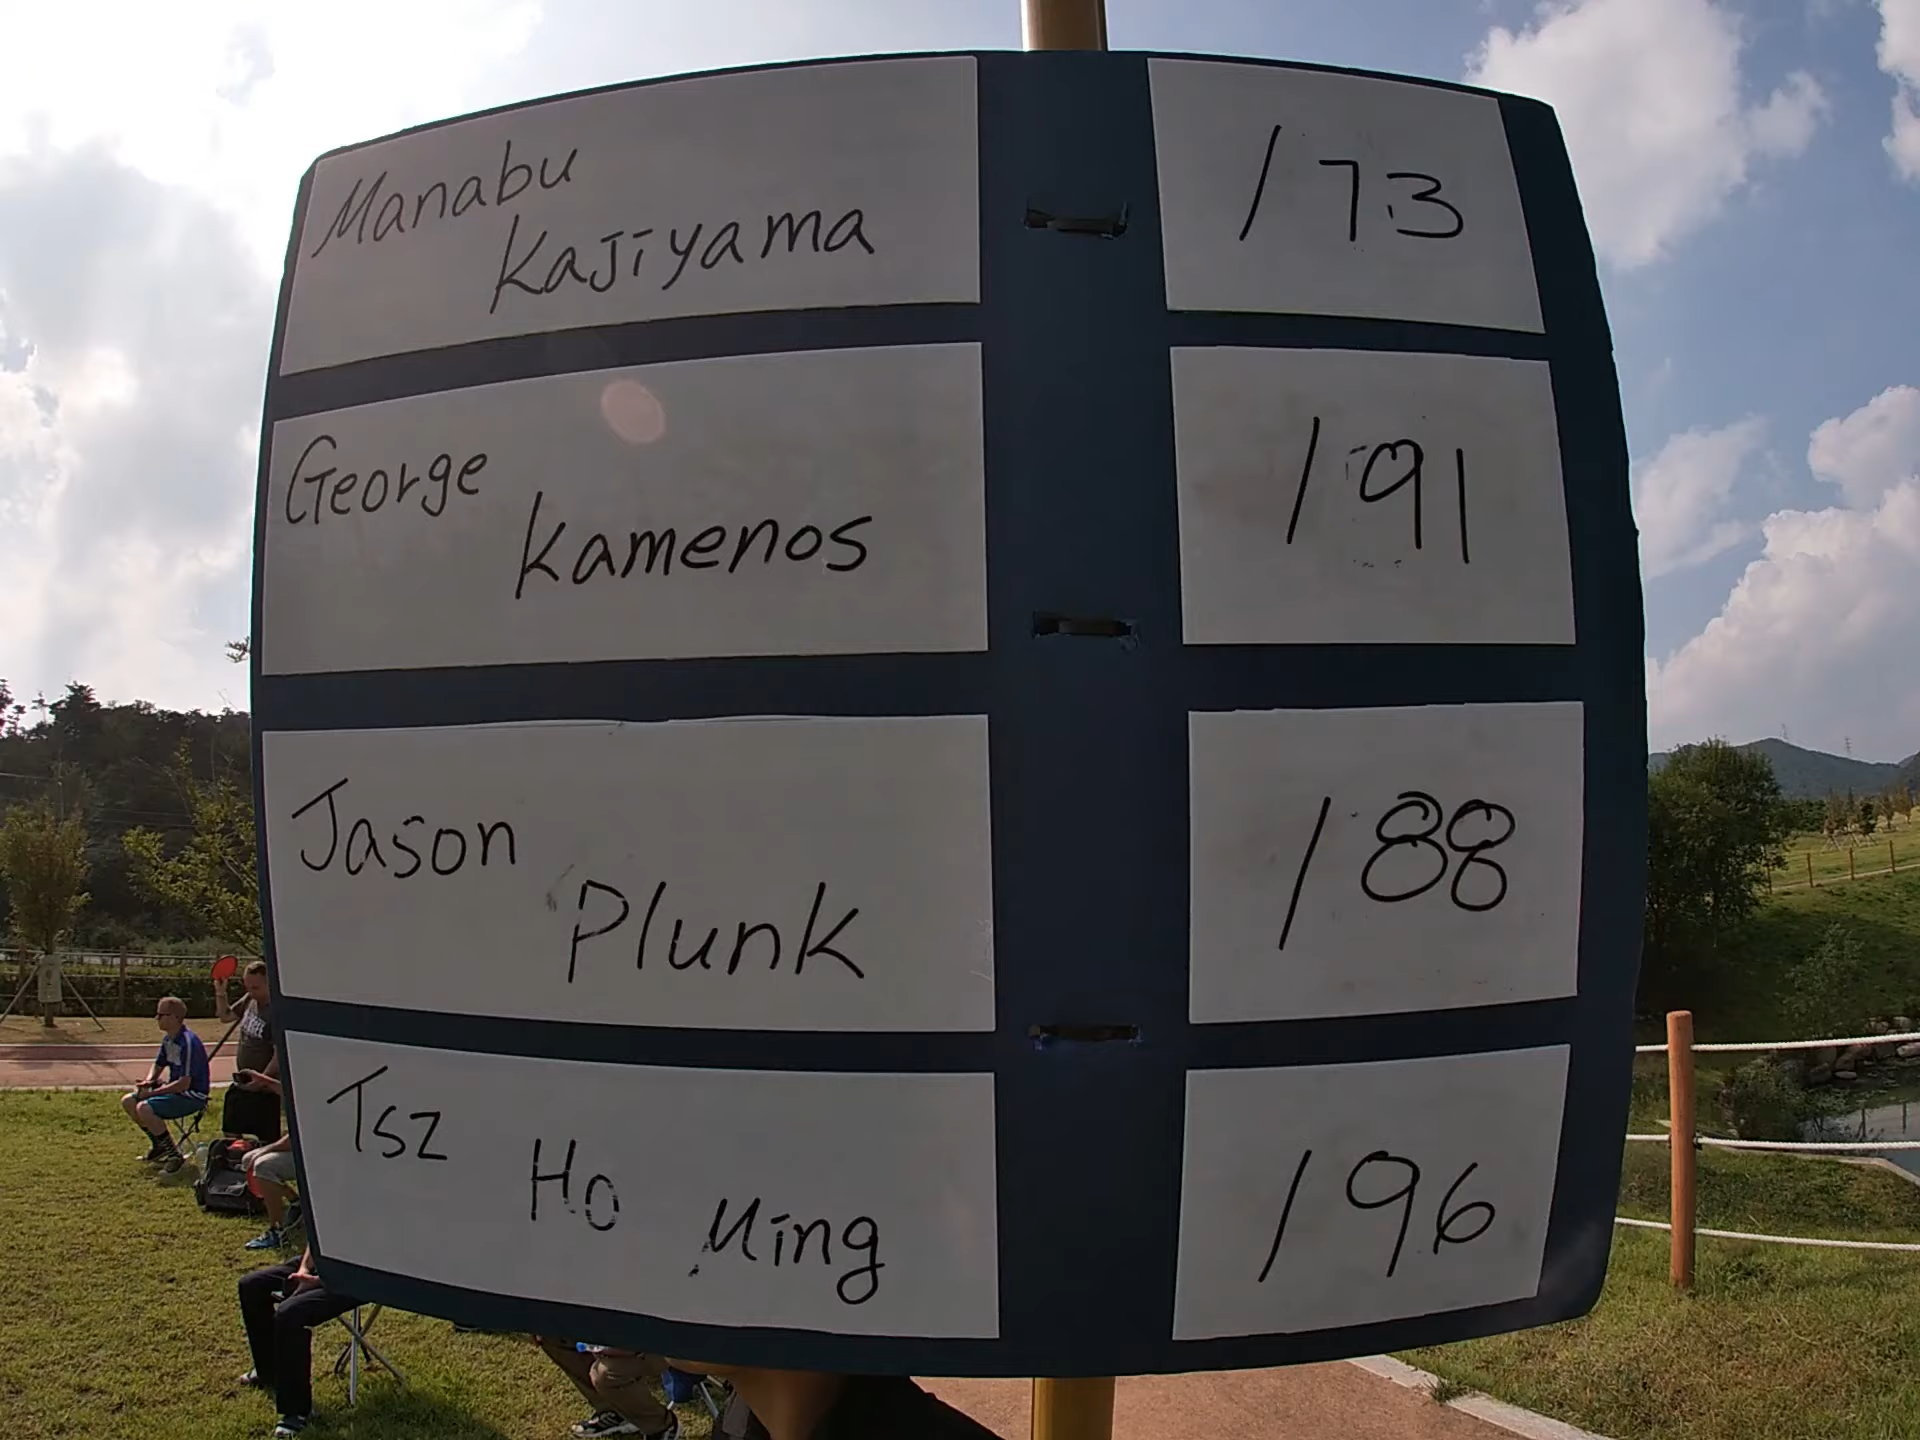 Manabu
Kajiyama
173
George
Kamenos
191
Jason
Plunk
188
Tsz Ho Ming
196